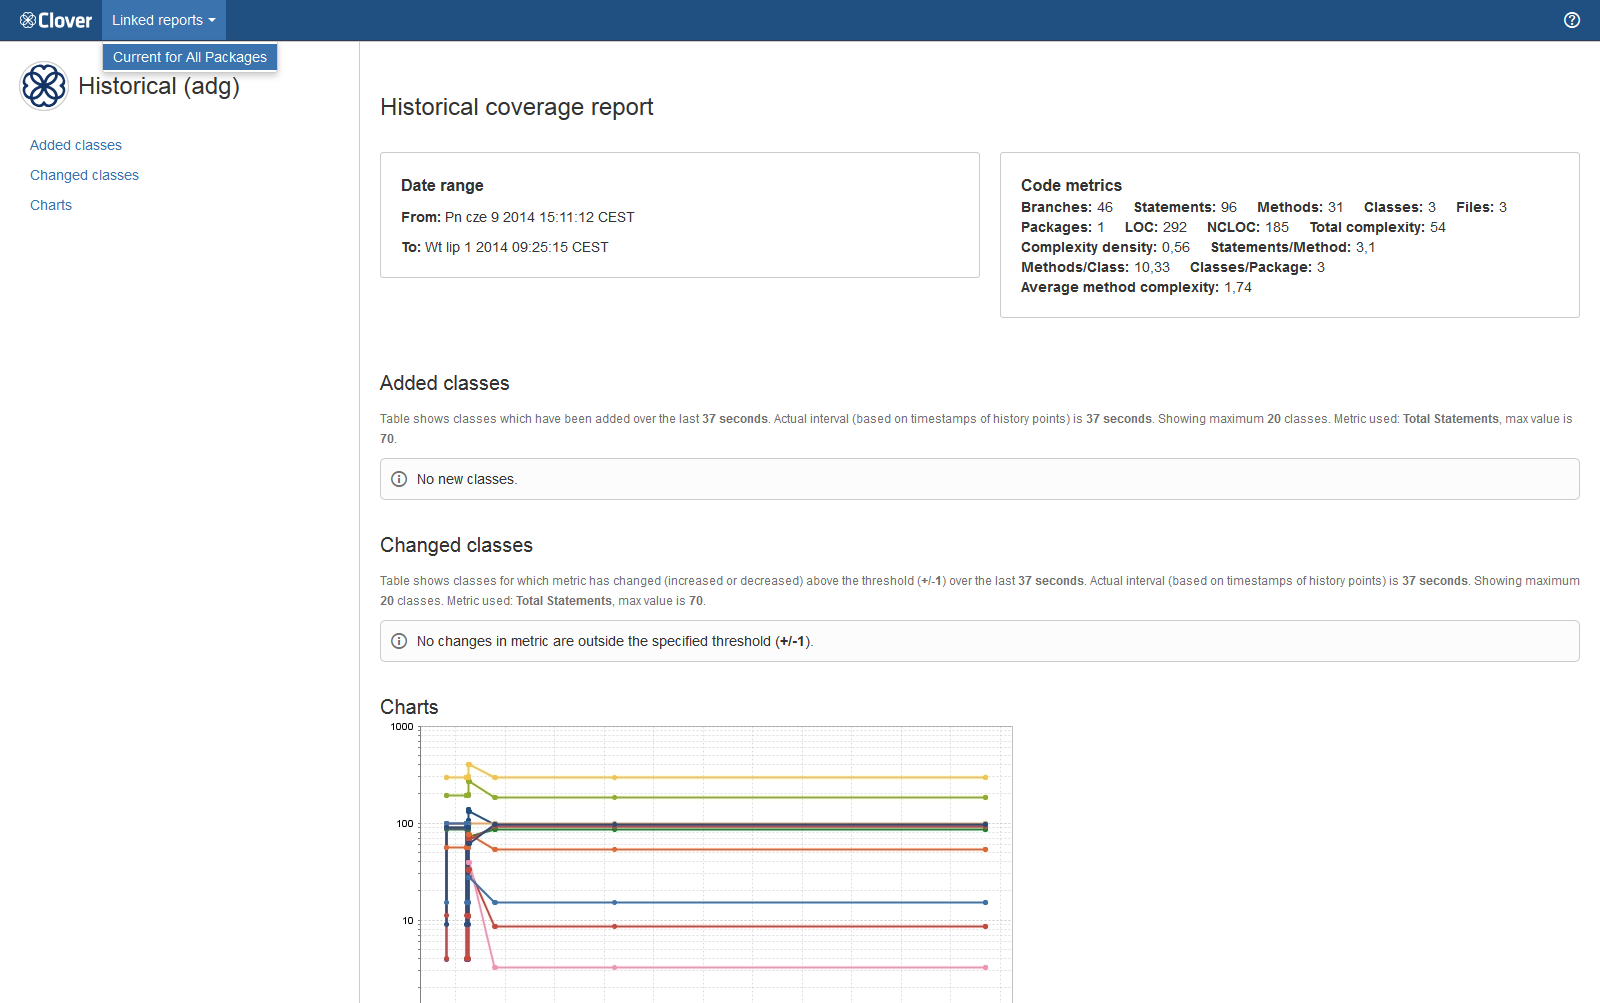 Clover Linked reports
Current for All Packages
Historical (adg)
Added classes
Changed classes
Charts
Historical coverage report
Date range
From: Pn cze 9 2014 15:11:12 CEST
To: Wt lip 1 2014 09:25:15 CEST
Code metrics
Branches: 46 Statements: 96 Methods: 31 Classes: 3 Files: 3
Packages: 1 LOC: 292 NCLOC: 185 Total complexity: 54
Complexity density: 0,56 Statements/Method: 3,1
Methods/Class: 10,33 Classes/Package: 3
Average method complexity: 1,74
Added classes
Table shows classes which have been added over the last 37 seconds. Actual interval (based on timestamps of history points) is 37 seconds. Showing maximum 20 classes. Metric used: Total Statements, max value is
70.
No new classes.
Changed classes
Table shows classes for which metric has changed (increased or decreased) above the threshold (+/-1) over the last 37 seconds. Actual interval (based on timestamps of history points) is 37 seconds. Showing maximum
20 classes. Metric used: Total Statements, max value is 70.
No changes in metric are outside the specified threshold (+/-1).
Charts
1000
100
10